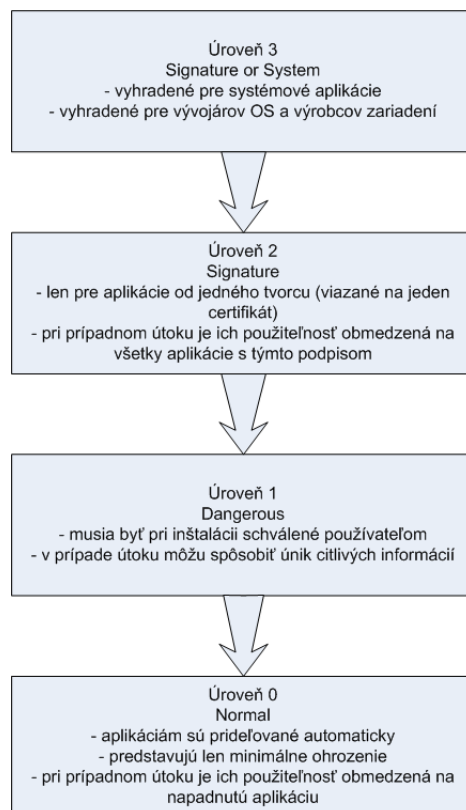 Úroveň 3
Signature or System
- vyhradené pre systémové aplikácie
- vyhradené pre vývojárov OS a výrobcov zariadení
Úroveň 2
Signature
- len pre aplikácie od jedného tvorcu (viazané na jeden
certifikát)
- pri prípadnom útoku je ich použiteľnosť obmedzená na
všetky aplikácie s týmto podpisom
Úroveň 1
Dangerous
- musia byť pri inštalácii schválené používateľom
- v prípade útoku môžu spôsobiť únik citlivých informácií
Úroveň 0
Normal
- aplikáciám sú prideľované automaticky
- predstavujú len minimálne ohrozenie
- pri prípadnom útoku je ich použiteľnosť obmedzená na
napadnutú aplikáciu